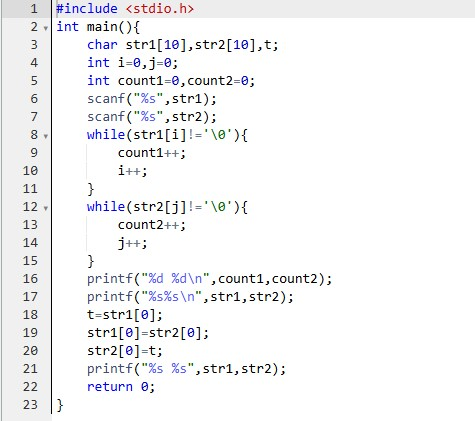 1 #include <stdio.h>
2 int main(){
3     char str1[10],str2[10],t;
4     int i=0,j=0;
5     int count1=0,count2=0;
6     scanf("%s",str1);
7     scanf("%s",str2);
8     while(str1[i]!='\0'){
9         count1++;
10         i++;
11     }
12     while(str2[j]!='\0'){
13         count2++;
14         j++;
15     }
16     printf("%d %d\n",count1,count2);
17     printf("%s%s\n",str1,str2);
18     t=str1[0];
19     str1[0]=str2[0];
20     str2[0]=t;
21     printf("%s %s",str1,str2);
22     return 0;
23 }